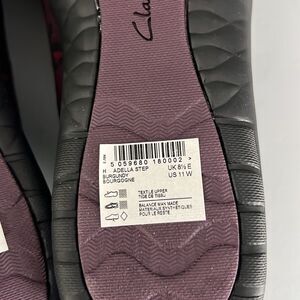 Cla
5 059680 180002 >
H ADELLA STEP UK 8½ E
BURGUNDY US 11 W
BOURGOGNE
TEXTILE UPPER
TIGE DE TISSU
BALANCE MAN MADE
MATERIAUX SYNTHETIQUES
POUR LE RESTE